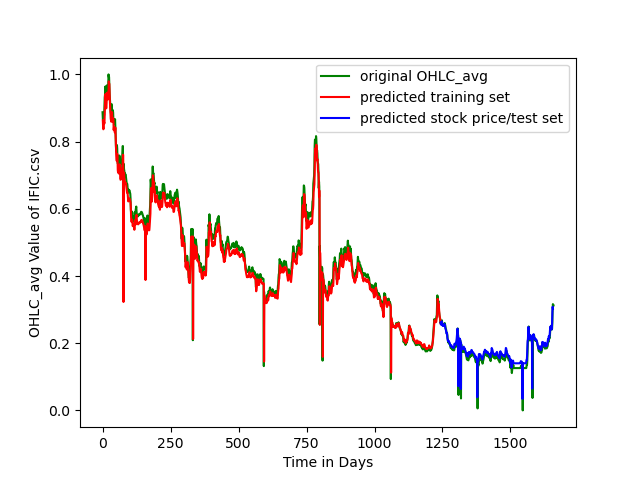 original OHLC_avg
predicted training set
predicted stock price/test set
OHLC_avg Value of IFIC.csv
1.0
0.8
0.6
0.4
0.2
0.0
0 250 500 750 1000 1250 1500
Time in Days